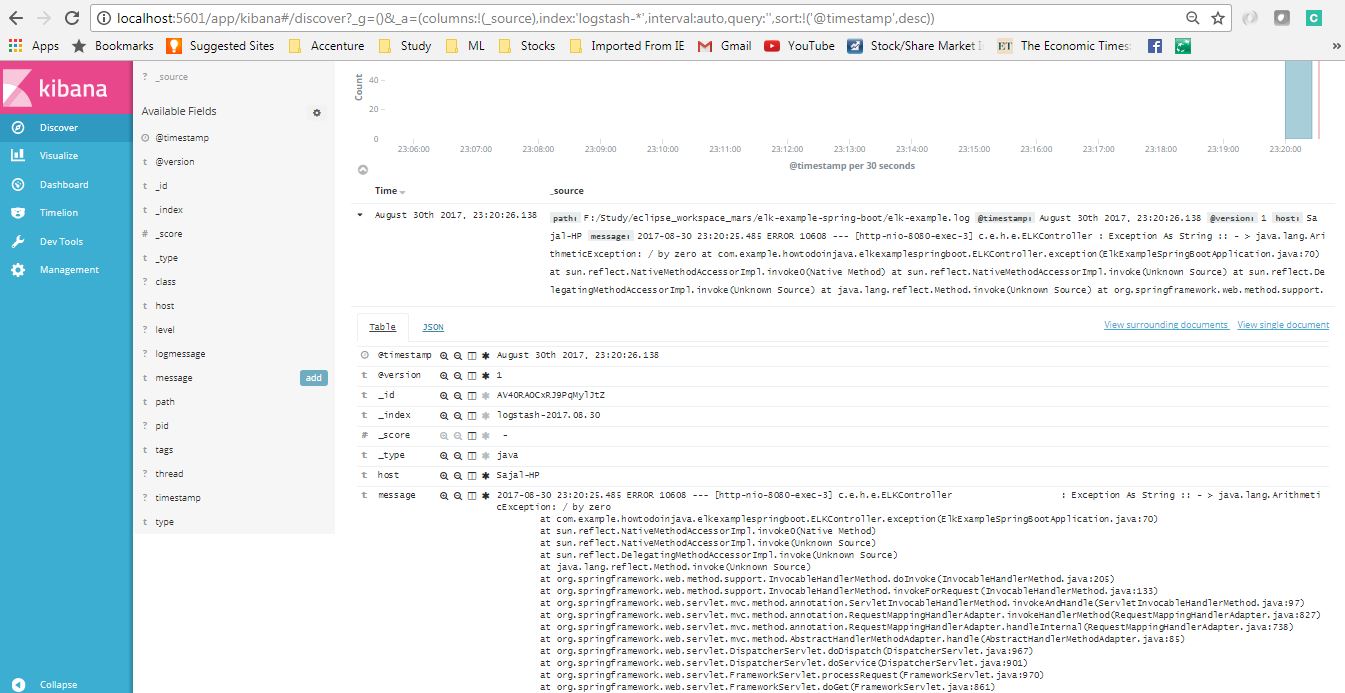 localhost:5601/app/kibana#/discover?_g=()&_a=(columns:!(_source),index:'logstash-*',interval:auto,query:'',sort:!('@timestamp',desc))
Apps Bookmarks Suggested Sites Accenture Study ML Stocks Imported From IE Gmail YouTube Stock/Share Market I ET The Economic Times: »
kibana
Discover
Visualize
Dashboard
Timelion
Dev Tools
Management
Collapse
? _source
Available Fields
@timestamp
t @version
t _id
t _index
# _score
t _type
? class
t host
? level
? logmessage
t message add
t path
? pid
t tags
? thread
? timestamp
t type
Count
40
20
0
23:06:00 23:07:00 23:08:00 23:09:00 23:10:00 23:11:00 23:12:00 23:13:00 23:14:00 23:15:00 23:16:00 23:17:00 23:18:00 23:19:00 23:20:00
@timestamp per 30 seconds
Time _source
August 30th 2017, 23:20:26.138 path: F:/Study/eclipse_workspace_mars/elk-example-spring-boot/elk-example.log @timestamp: August 30th 2017, 23:20:26.138 @version: 1 host: Sa
jal-HP message: 2017-08-30 23:20:25.485 ERROR 10608 --- [http-nio-8080-exec-3] c.e.h.e.ELKController : Exception As String :: - > java.lang.Ari
thmeticException: / by zero at com.example.howtodoinjava.elkexamplespringboot.ELKController.exception(ElkExampleSpringBootApplication.java:70)
at sun.reflect.NativeMethodAccessorImpl.invoke0(Native Method) at sun.reflect.NativeMethodAccessorImpl.invoke(Unknown Source) at sun.reflect.De
legatingMethodAccessorImpl.invoke(Unknown Source) at java.lang.reflect.Method.invoke(Unknown Source) at org.springframework.web.method.support.
Table JSON View surrounding documents View single document
@timestamp August 30th 2017, 23:20:26.138
t @version 1
t _id AV40RAOCxRJ9PqMylJtZ
t _index logstash-2017.08.30
# _score -
t _type java
t host Sajal-HP
t message 2017-08-30 23:20:25.485 ERROR 10608 --- [http-nio-8080-exec-3] c.e.h.e.ELKController : Exception As String :: - > java.lang.Arithmeti
cException: / by zero
at com.example.howtodoinjava.elkexamplespringboot.ELKController.exception(ElkExampleSpringBootApplication.java:70)
at sun.reflect.NativeMethodAccessorImpl.invoke0(Native Method)
at sun.reflect.NativeMethodAccessorImpl.invoke(Unknown Source)
at sun.reflect.DelegatingMethodAccessorImpl.invoke(Unknown Source)
at java.lang.reflect.Method.invoke(Unknown Source)
at org.springframework.web.method.support.InvocableHandlerMethod.doInvoke(InvocableHandlerMethod.java:205)
at org.springframework.web.method.support.InvocableHandlerMethod.invokeForRequest(InvocableHandlerMethod.java:133)
at org.springframework.web.servlet.mvc.method.annotation.ServletInvocableHandlerMethod.invokeAndHandle(ServletInvocableHandlerMethod.java:97)
at org.springframework.web.servlet.mvc.method.annotation.RequestMappingHandlerAdapter.invokeHandlerMethod(RequestMappingHandlerAdapter.java:827)
at org.springframework.web.servlet.mvc.method.annotation.RequestMappingHandlerAdapter.handleInternal(RequestMappingHandlerAdapter.java:738)
at org.springframework.web.servlet.mvc.method.AbstractHandlerMethodAdapter.handle(AbstractHandlerMethodAdapter.java:85)
at org.springframework.web.servlet.DispatcherServlet.doDispatch(DispatcherServlet.java:967)
at org.springframework.web.servlet.DispatcherServlet.doService(DispatcherServlet.java:901)
at org.springframework.web.servlet.FrameworkServlet.processRequest(FrameworkServlet.java:970)
at org.springframework.web.servlet.FrameworkServlet.doGet(FrameworkServlet.java:861)